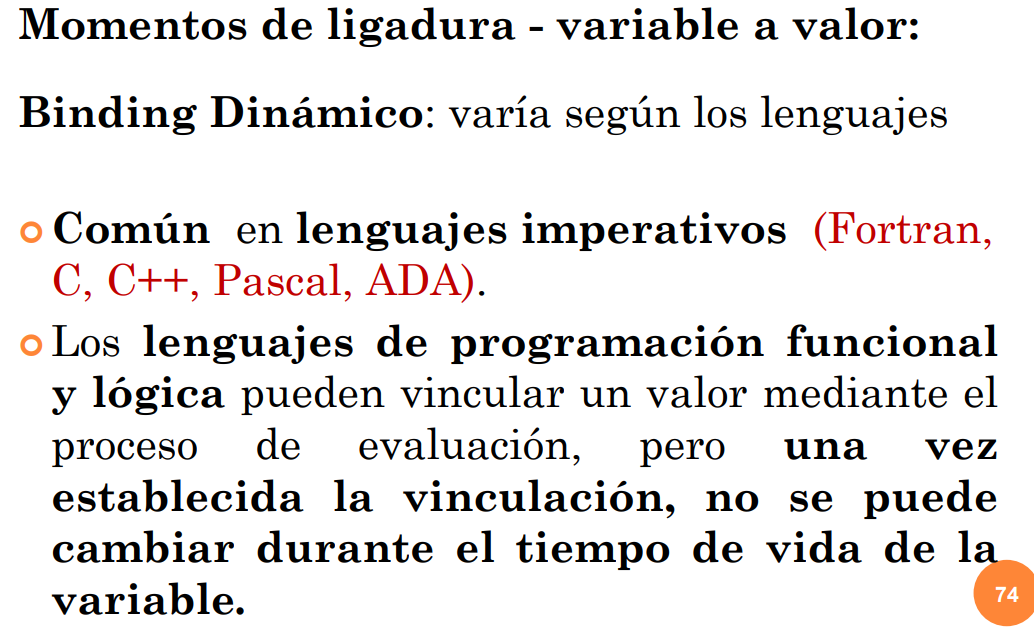 Momentos de ligadura - variable a valor:
Binding Dinámico: varía según los lenguajes
Común en lenguajes imperativos (Fortran,
C, C++, Pascal, ADA).
Los lenguajes de programación funcional
y lógica pueden vincular un valor mediante el
proceso de evaluación, pero una vez
establecida la vinculación, no se puede
cambiar durante el tiempo de vida de la
variable.
74